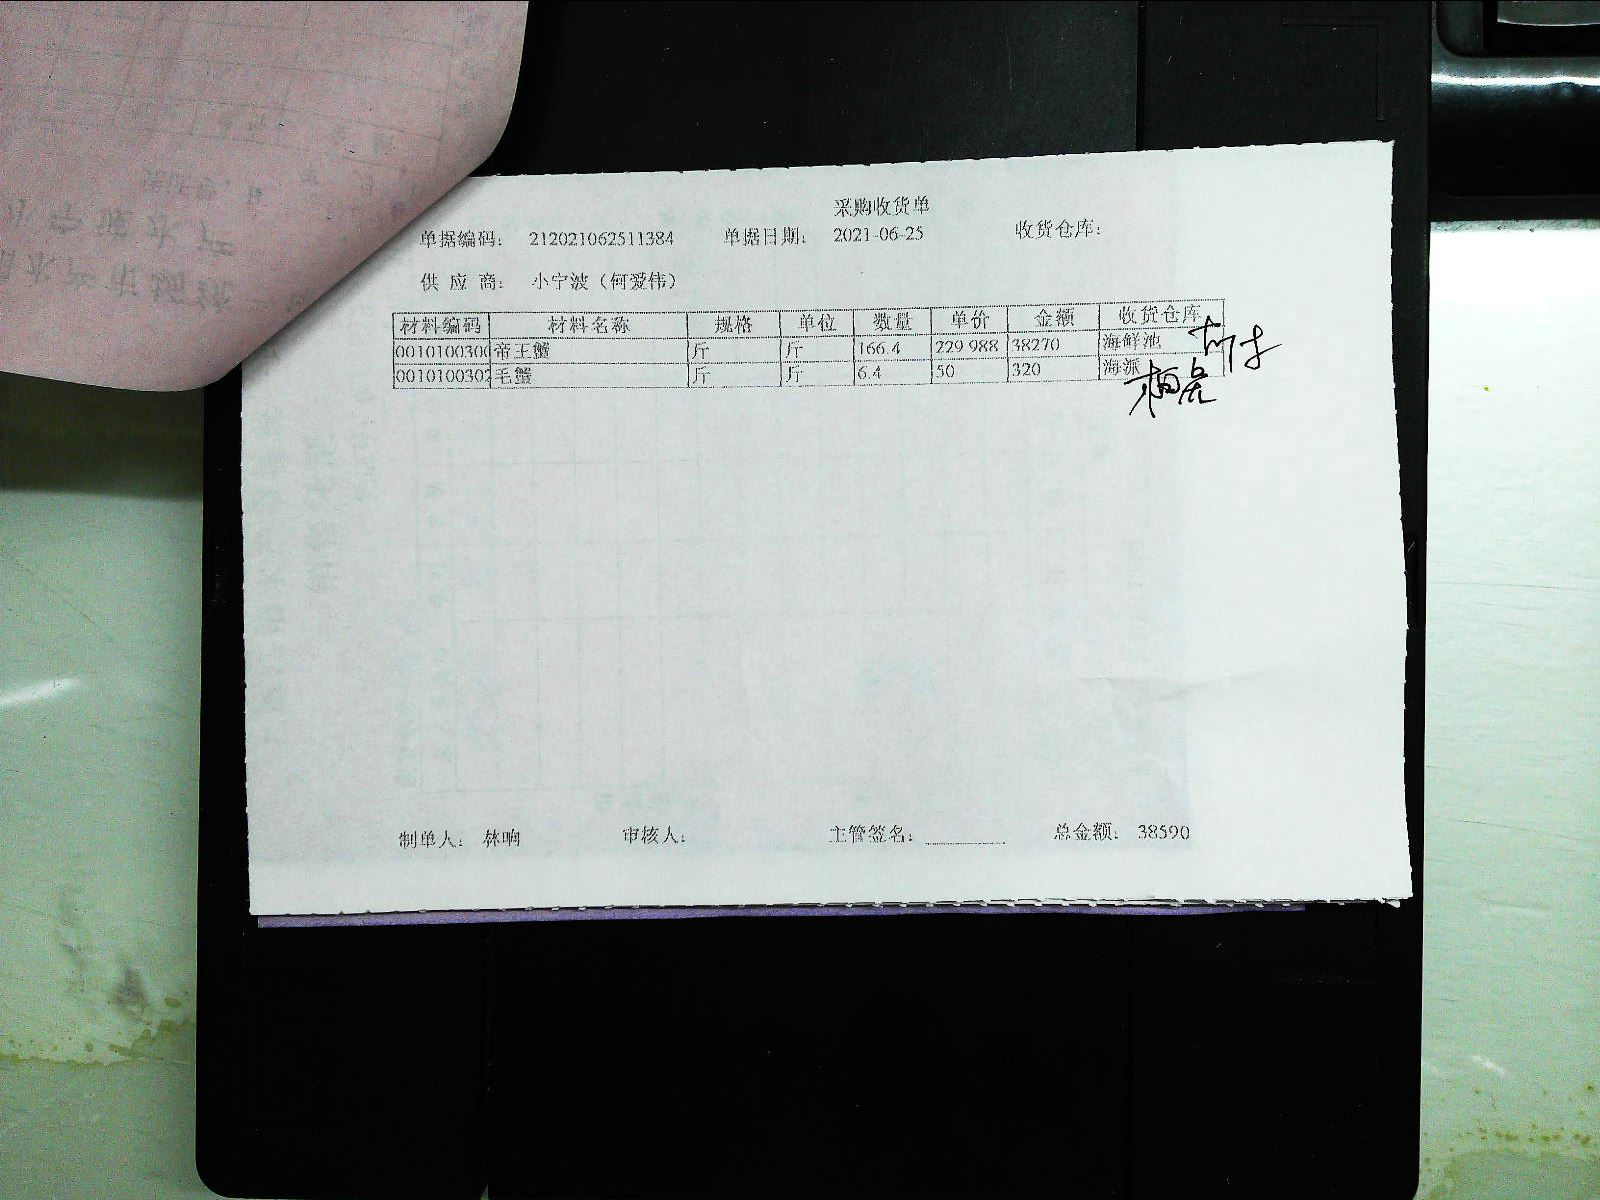 采购收货单
单据编码： 212021062511384 单据日期： 2021-06-25 收货仓库：
供应商： 小宁波（何爱伟）
材料编码 材料名称 规格 单位 数量 单价 金额 收货仓库
0010100300 帝王蟹 斤 斤 166.4 229.988 38270 海鲜池
0010100302 毛蟹 斤 斤 6.4 50 320 海派
制单人： 林响 审核人： 主管签名： 总金额： 38590